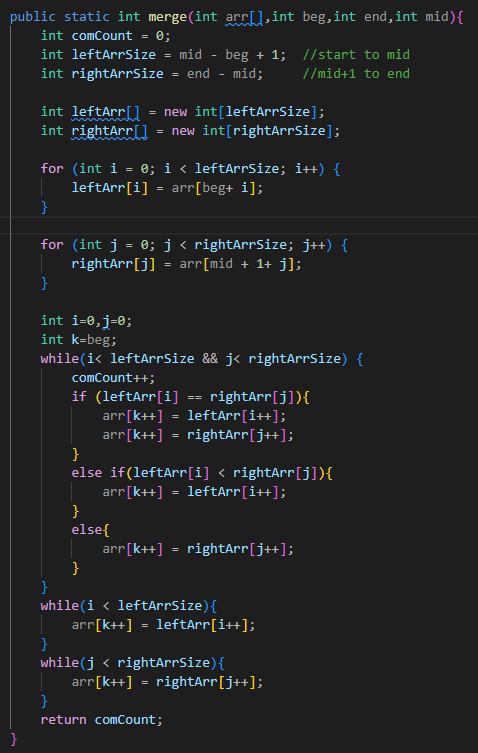 public static int merge(int arr[],int beg,int end,int mid){
    int comCount = 0;
    int leftArrSize = mid - beg + 1;  //start to mid
    int rightArrSize = end - mid;     //mid+1 to end

    int leftArr[] = new int[leftArrSize];
    int rightArr[] = new int[rightArrSize];

    for (int i = 0; i < leftArrSize; i++) {
        leftArr[i] = arr[beg+ i];
    }

    for (int j = 0; j < rightArrSize; j++) {
        rightArr[j] = arr[mid + 1+ j];
    }

    int i=0,j=0;
    int k=beg;
    while(i< leftArrSize && j< rightArrSize) {
        comCount++;
        if (leftArr[i] == rightArr[j]){
            arr[k++] = leftArr[i++];
            arr[k++] = rightArr[j++];
        }
        else if(leftArr[i] < rightArr[j]){
            arr[k++] = leftArr[i++];
        }
        else{
            arr[k++] = rightArr[j++];
        }
    }
    while(i < leftArrSize){
        arr[k++] = leftArr[i++];
    }
    while(j < rightArrSize){
        arr[k++] = rightArr[j++];
    }
    return comCount;
}